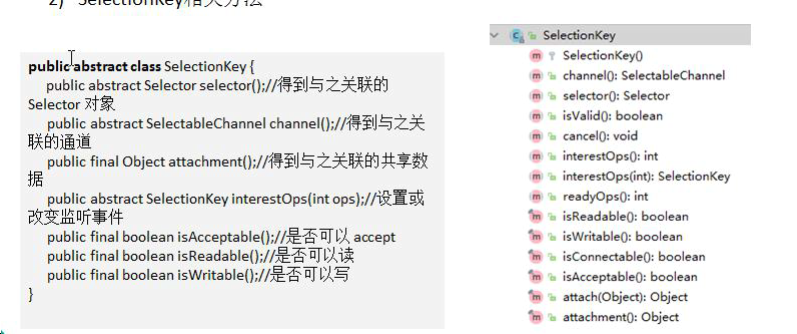 2) SelectionKey相关方法
public abstract class SelectionKey {
public abstract Selector selector();//得到与之关联的
Selector 对象
public abstract SelectableChannel channel();//得到与之关
联的通道
public final Object attachment();//得到与之关联的共享数
据
public abstract SelectionKey interestOps(int ops);//设置或
改变监听事件
public final boolean isAcceptable();//是否可以 accept
public final boolean isReadable();//是否可以读
public final boolean isWritable();//是否可以写
}
SelectionKey
SelectionKey()
channel(): SelectableChannel
selector(): Selector
isValid(): boolean
cancel(): void
interestOps(): int
interestOps(int): SelectionKey
readyOps(): int
isReadable(): boolean
isWritable(): boolean
isConnectable(): boolean
isAcceptable(): boolean
attach(Object): Object
attachment(): Object